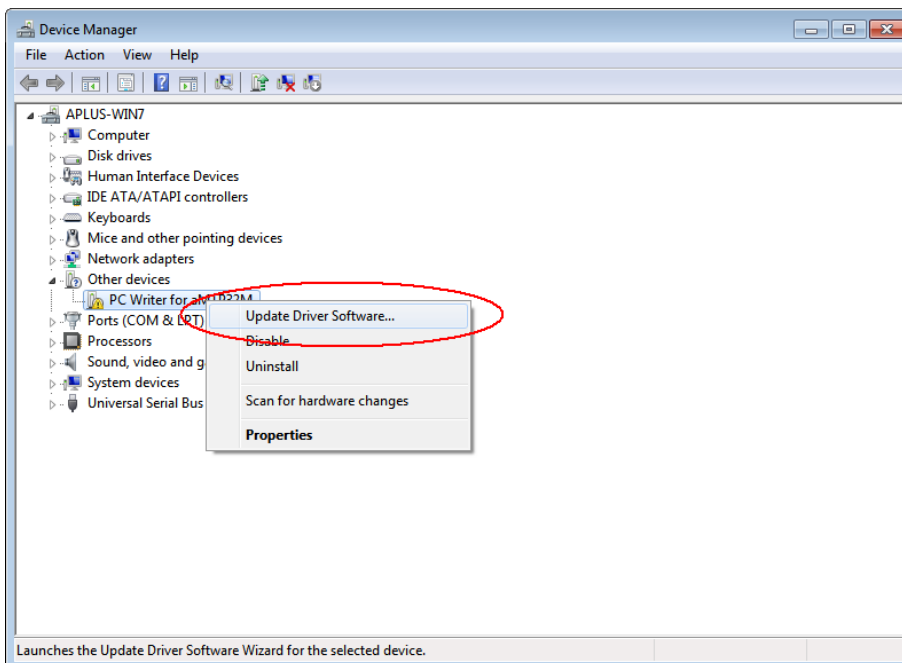 Device Manager
File Action View Help
APLUS-WIN7
Computer
Disk drives
Human Interface Devices
IDE ATA/ATAPI controllers
Keyboards
Mice and other pointing devices
Network adapters
Other devices
PC Writer for aMTP32M
Ports (COM & LPT)
Processors
Sound, video and g
System devices
Universal Serial Bus
Update Driver Software...
Disable
Uninstall
Scan for hardware changes
Properties
Launches the Update Driver Software Wizard for the selected device.